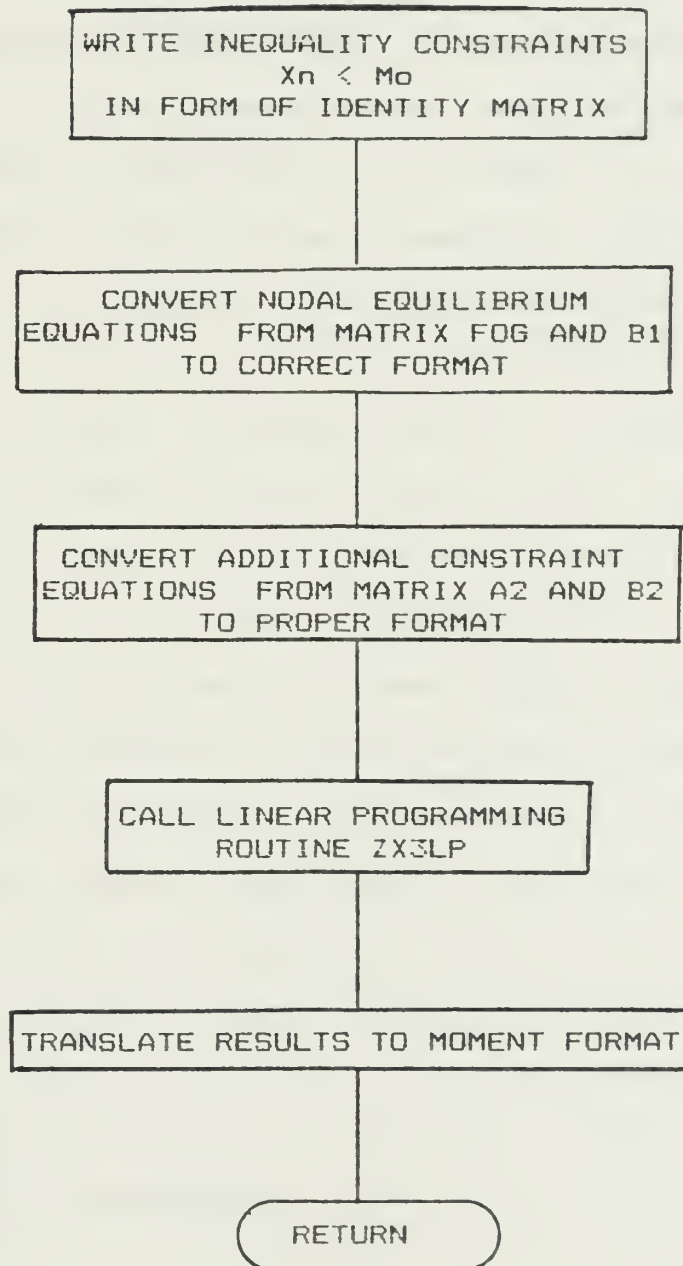 WRITE INEQUALITY CONSTRAINTS
Xn < Mo
IN FORM OF IDENTITY MATRIX
CONVERT NODAL EQUILIBRIUM
EQUATIONS FROM MATRIX FOG AND B1
TO CORRECT FORMAT
CONVERT ADDITIONAL CONSTRAINT
EQUATIONS FROM MATRIX A2 AND B2
TO PROPER FORMAT
CALL LINEAR PROGRAMMING
ROUTINE ZX3LP
TRANSLATE RESULTS TO MOMENT FORMAT
RETURN